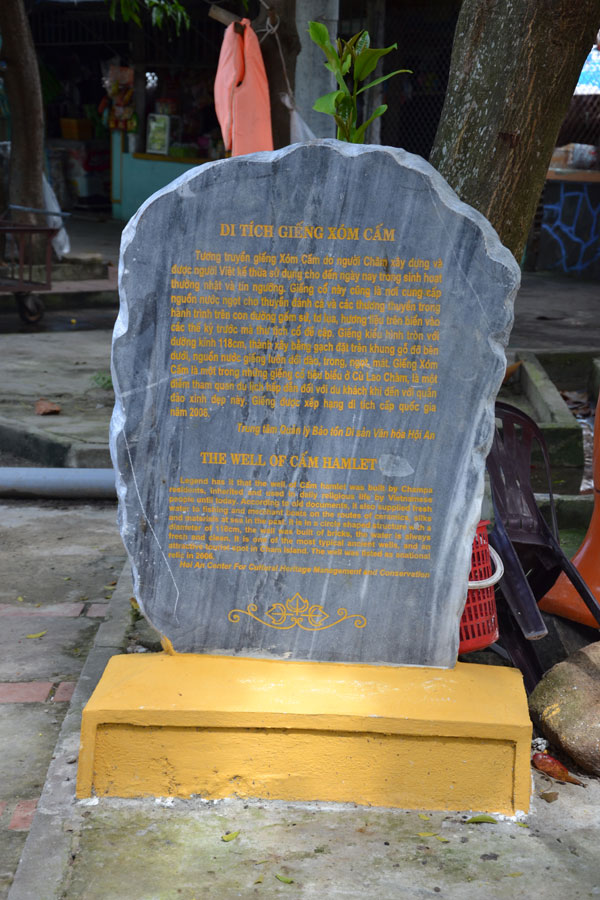 DI TÍCH GIẾNG XÓM CẤM
Tương truyền giếng Xóm Cấm do người Chăm xây dựng và
được người Việt kế thừa sử dụng cho đến ngày nay trong sinh hoạt
thường nhật và tín ngưỡng. Giếng cổ này cũng là nơi cung cấp
nguồn nước ngọt cho thuyền đánh cá và các thương thuyền trong
hành trình trên con đường gốm sứ, tơ lụa, hương liệu trên biển vào
các thế kỷ trước mà thư tịch cổ đề cập. Giếng kiểu hình tròn với
đường kính 118cm, thành xây bằng gạch đặt trên khung gỗ đá bên
dưới, nguồn nước giếng luôn dồi dào, trong, ngọt, mát. Giếng Xóm
Cấm là một trong những giếng cổ tiêu biểu ở Cù Lao Chàm, là một
điểm tham quan du lịch hấp dẫn đối với du khách khi đến với quần
đảo xinh đẹp này. Giếng được xếp hạng di tích cấp quốc gia
năm 2006.
Trung tâm Quản lý Bảo tồn Di sản Văn hóa Hội An
THE WELL OF CẤM HAMLET
Legend has it that the well of Cấm hamlet was built by Champa
residents, inherited and used in daily religious life by Vietnamese
people until today. According to old documents, it also supplied fresh
water to fishing and merchant boats on the routes of ceramics, silks
and materials at sea in the past. It is in a circle shaped structure with a
diameter of 118cm, the well was built of bricks, the water is always
fresh and clean. It is one of the most typical ancient wells, and an
attractive tourist spot in Cham Island. The well was listed as national
relic in 2006.
Hoi An Center For Cultural Heritage Management and Conservation